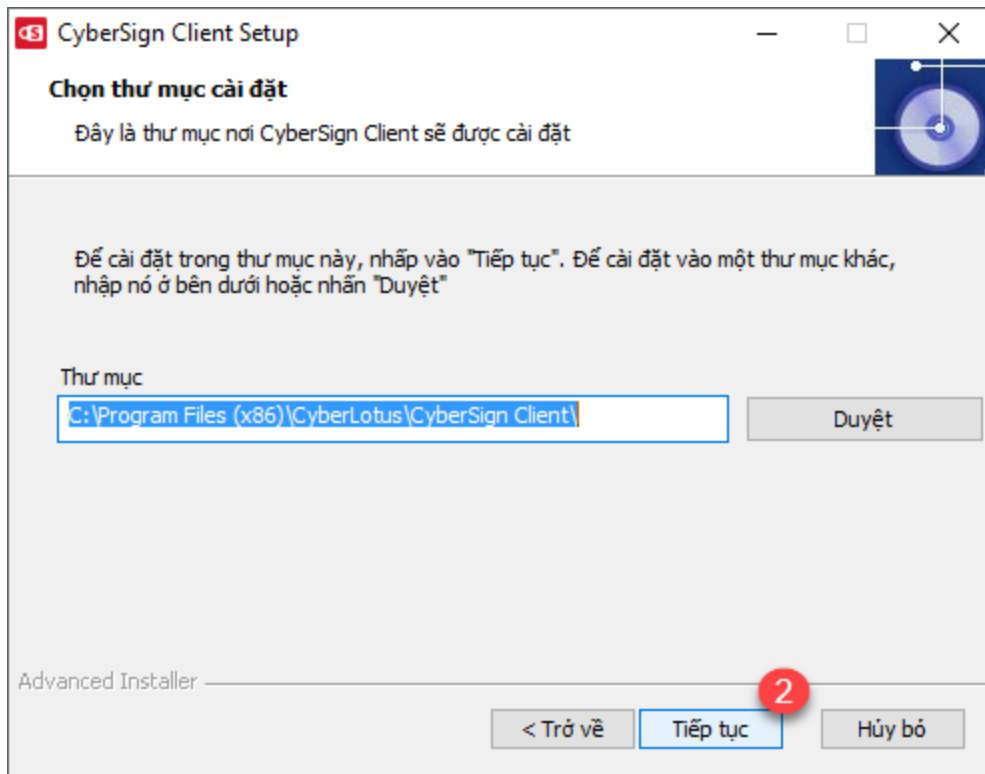 CyberSign Client Setup
Chọn thư mục cài đặt
Đây là thư mục nơi CyberSign Client sẽ được cài đặt
Để cài đặt trong thư mục này, nhấp vào "Tiếp tục". Để cài đặt vào một thư mục khác,
nhập nó ở bên dưới hoặc nhấn "Duyệt"
Thư mục
C:\Program Files (x86)\CyberLotus\CyberSign Client\
Duyệt
Advanced Installer
2
< Trở về
Tiếp tục
Hủy bỏ